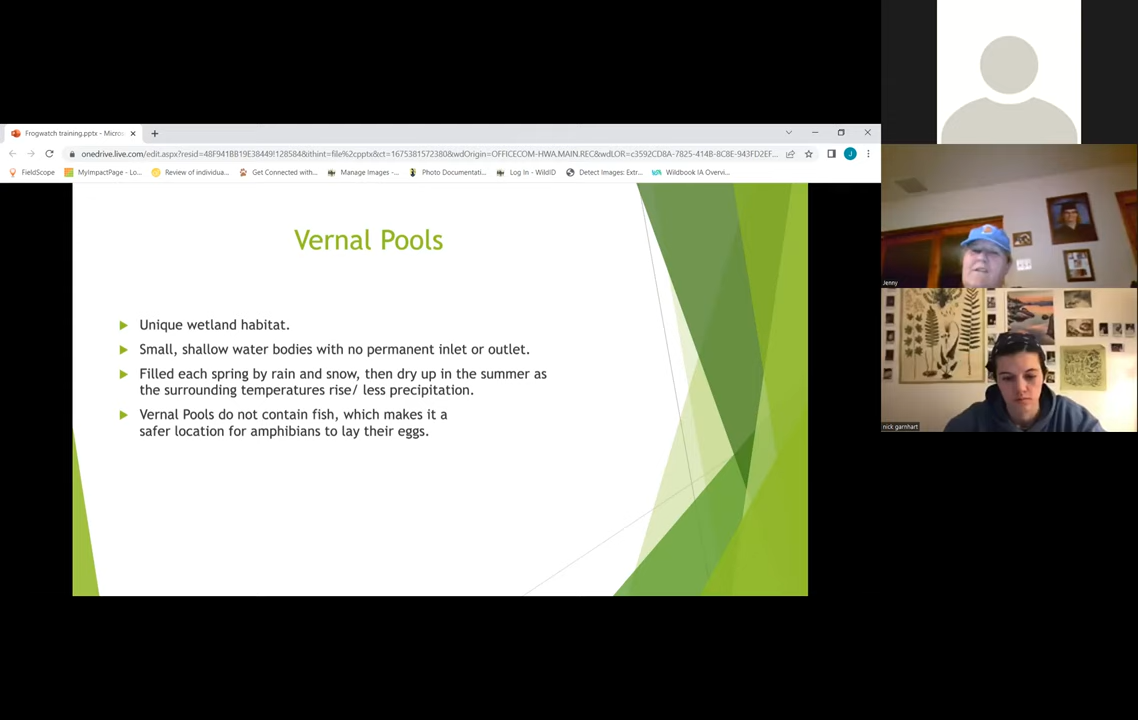 Frogwatch training.pptx - Micros
onedrive.live.com/edit.aspx?resid=48F941BB19E38449!128584&ithint=file%2cpptx&ct=1675381572380&wdOrigin=OFFICECOM-HWA.MAIN.REC&wdLOR=c3592CD8A-7825-414B-8C8E-943FD2EF...
FieldScope
MyImpactPage - Lo...
Review of individua...
Get Connected with...
Manage Images -...
Photo Documentati...
Log In - WildID
Detect Images: Extr...
Wildbook IA Overvi...
Vernal Pools
Unique wetland habitat.
Small, shallow water bodies with no permanent inlet or outlet.
Filled each spring by rain and snow, then dry up in the summer as
the surrounding temperatures rise/ less precipitation.
Vernal Pools do not contain fish, which makes it a
safer location for amphibians to lay their eggs.
Jenny
nick garnhart